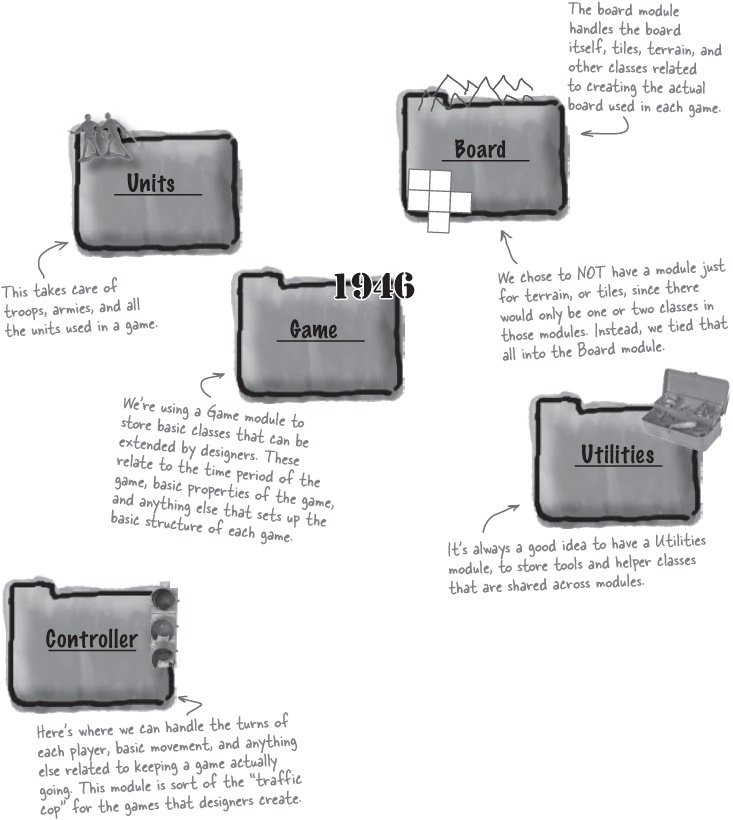 The board module
handles the board
itself, tiles, terrain, and
other classes related
to creating the actual
board used in each game.
Board
Units
We chose to NOT have a module just
for terrain, or tiles, since there
would only be one or two classes in
those modules. Instead, we tied that
all into the Board module.
This takes care of
troops, armies, and all
the units used in a game.
1946
Game
We're using a Game module to
store basic classes that can be
extended by designers. These
relate to the time period of the
game, basic properties of the game,
and anything else that sets up the
basic structure of each game.
Utilities
It's always a good idea to have a Utilities
module, to store tools and helper classes
that are shared across modules.
Controller
Here's where we can handle the turns of
each player, basic movement, and anything
else related to keeping a game actually
going. This module is sort of the "traffic
cop" for the games that designers create.